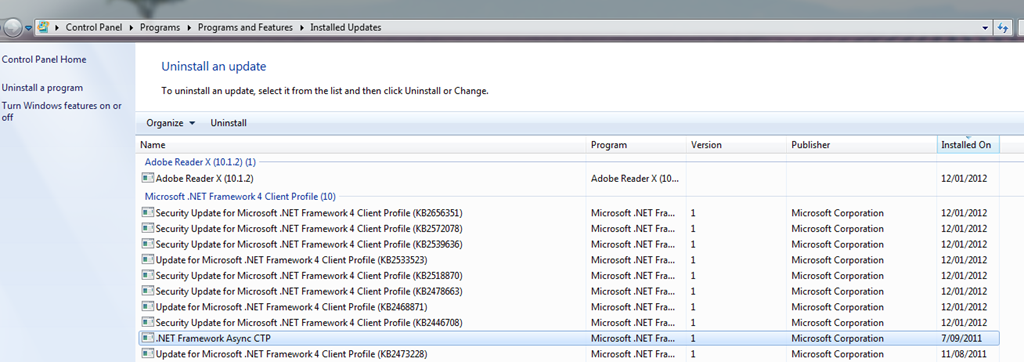 Control Panel Programs Programs and Features Installed Updates
Control Panel Home
Uninstall a program
Turn Windows features on or
off
Uninstall an update
To uninstall an update, select it from the list and then click Uninstall or Change.
Organize Uninstall
Name Program Version Publisher Installed On
Adobe Reader X (10.1.2) (1)
Adobe Reader X (10.1.2) Adobe Reader X (10... 12/01/2012
Microsoft .NET Framework 4 Client Profile (10)
Security Update for Microsoft .NET Framework 4 Client Profile (KB2656351) Microsoft .NET Fra... 1 Microsoft Corporation 12/01/2012
Security Update for Microsoft .NET Framework 4 Client Profile (KB2572078) Microsoft .NET Fra... 1 Microsoft Corporation 12/01/2012
Security Update for Microsoft .NET Framework 4 Client Profile (KB2539636) Microsoft .NET Fra... 1 Microsoft Corporation 12/01/2012
Update for Microsoft .NET Framework 4 Client Profile (KB2533523) Microsoft .NET Fra... 1 Microsoft Corporation 12/01/2012
Security Update for Microsoft .NET Framework 4 Client Profile (KB2518870) Microsoft .NET Fra... 1 Microsoft Corporation 12/01/2012
Security Update for Microsoft .NET Framework 4 Client Profile (KB2478663) Microsoft .NET Fra... 1 Microsoft Corporation 12/01/2012
Update for Microsoft .NET Framework 4 Client Profile (KB2468871) Microsoft .NET Fra... 1 Microsoft Corporation 12/01/2012
Security Update for Microsoft .NET Framework 4 Client Profile (KB2446708) Microsoft .NET Fra... 1 Microsoft Corporation 12/01/2012
.NET Framework Async CTP Microsoft .NET Fra... 1 Microsoft Corporation 7/09/2011
Update for Microsoft .NET Framework 4 Client Profile (KB2473228) Microsoft .NET Fra... 1 Microsoft Corporation 11/08/2011